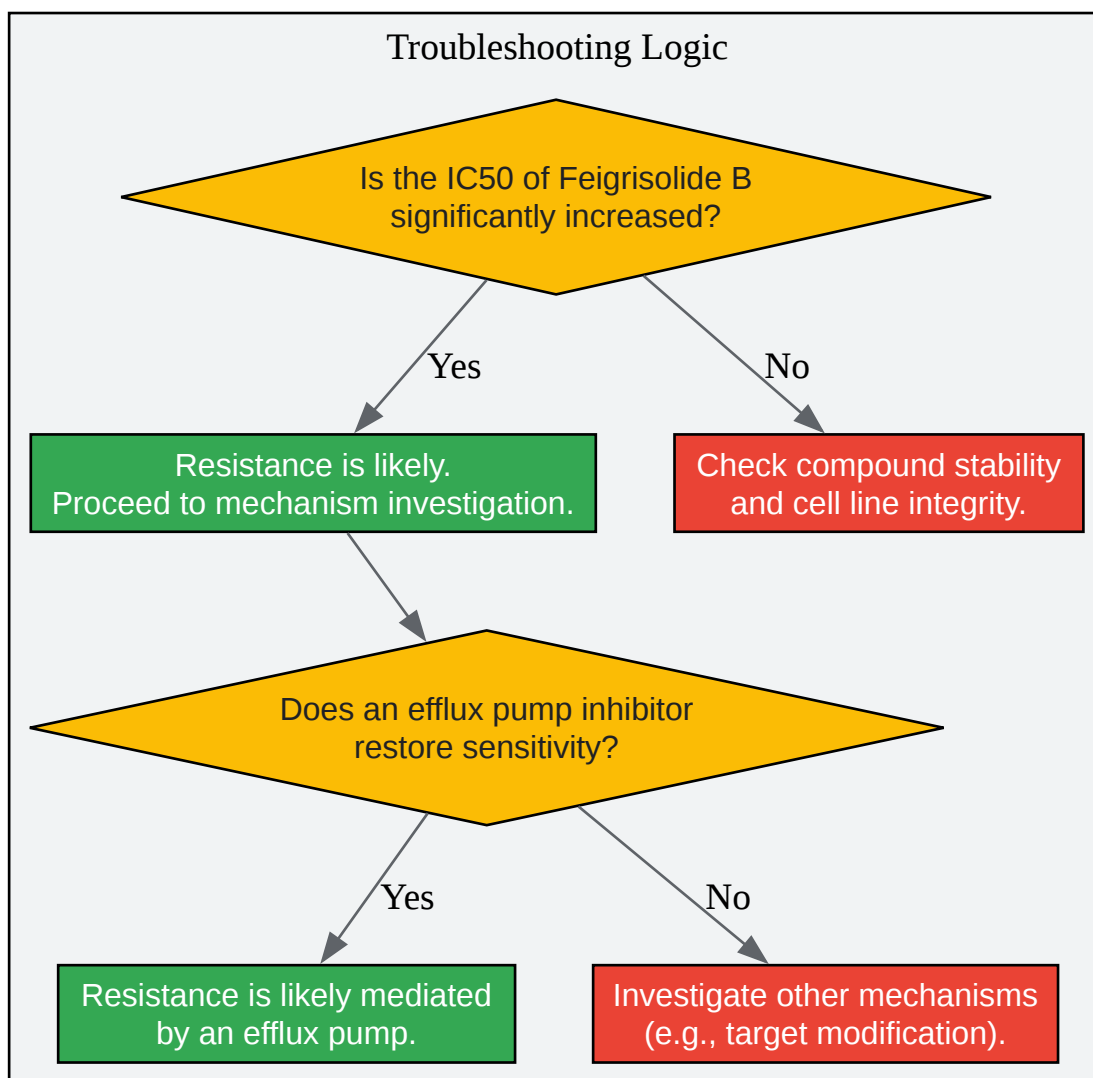 Troubleshooting Logic
Is the IC50 of Feigrisolide B
significantly increased?
Yes
No
Resistance is likely.
Proceed to mechanism investigation.
Check compound stability
and cell line integrity.
Does an efflux pump inhibitor
restore sensitivity?
Yes
No
Resistance is likely mediated
by an efflux pump.
Investigate other mechanisms
(e.g., target modification).